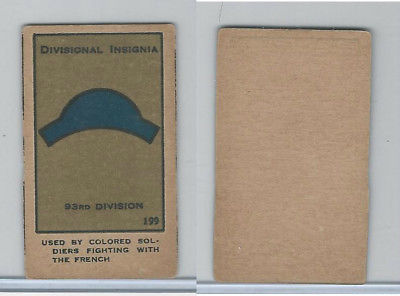 DIVISIONAL INSIGNIA
93RD DIVISION
199
USED BY COLORED SOL-
DIERS FIGHTING WITH
THE FRENCH